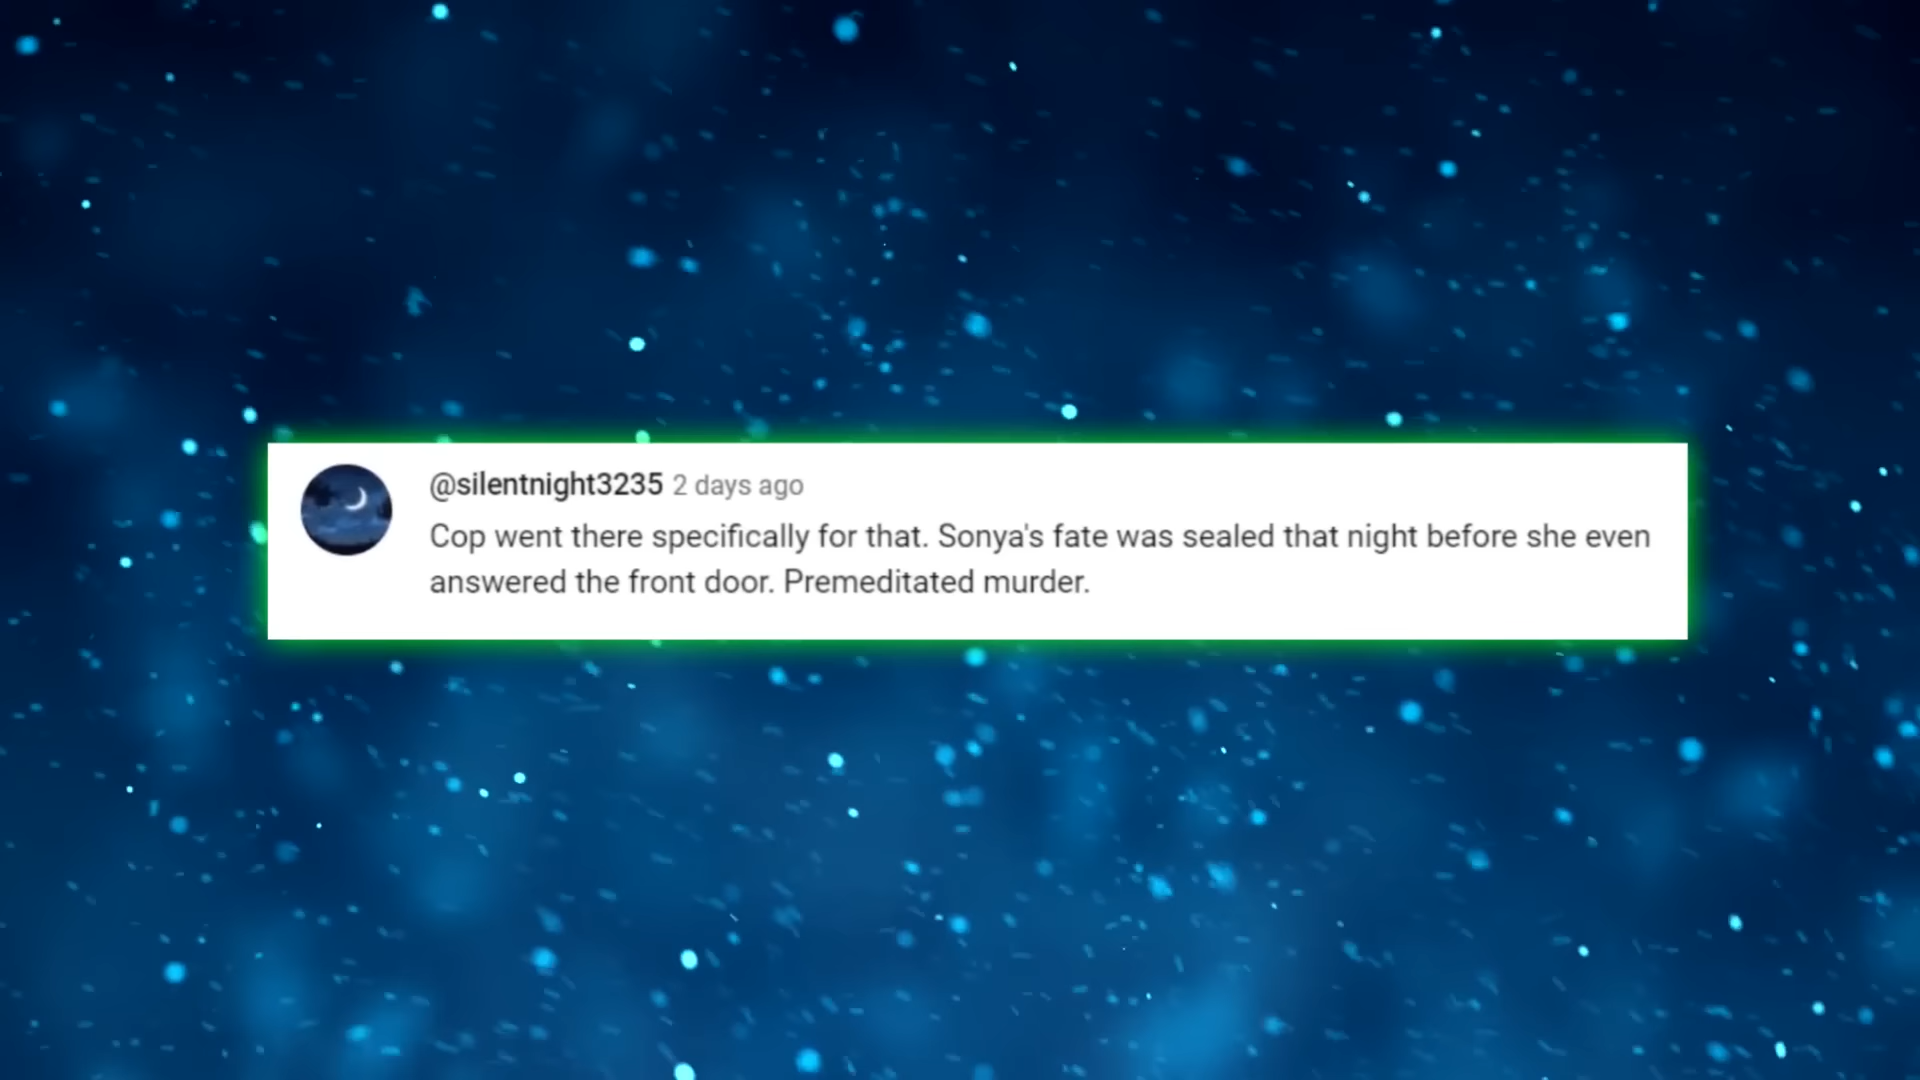 @silentnight3235 2 days ago
Cop went there specifically for that. Sonya's fate was sealed that night before she even
answered the front door. Premeditated murder.